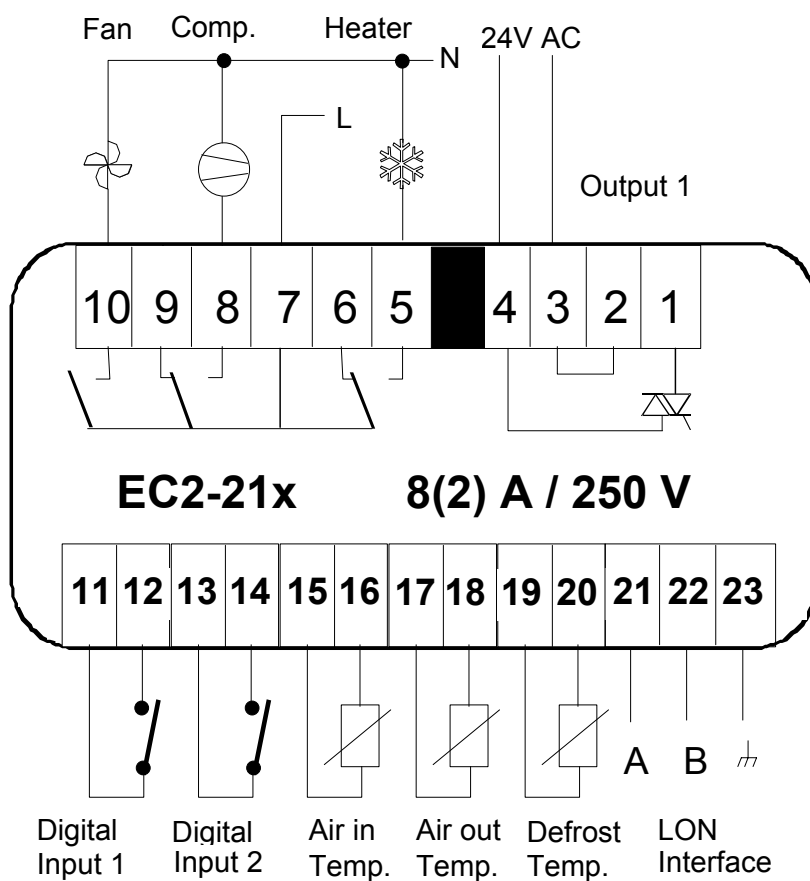 Fan Comp. Heater 24V AC
N
L
Output 1
10 9 8 7 6 5 4 3 2 1
EC2-21x 8(2) A / 250 V
11 12 13 14 15 16 17 18 19 20 21 22 23
A B
Digital Input 1
Digital Input 2
Air in Temp.
Air out Temp.
Defrost Temp.
LON Interface